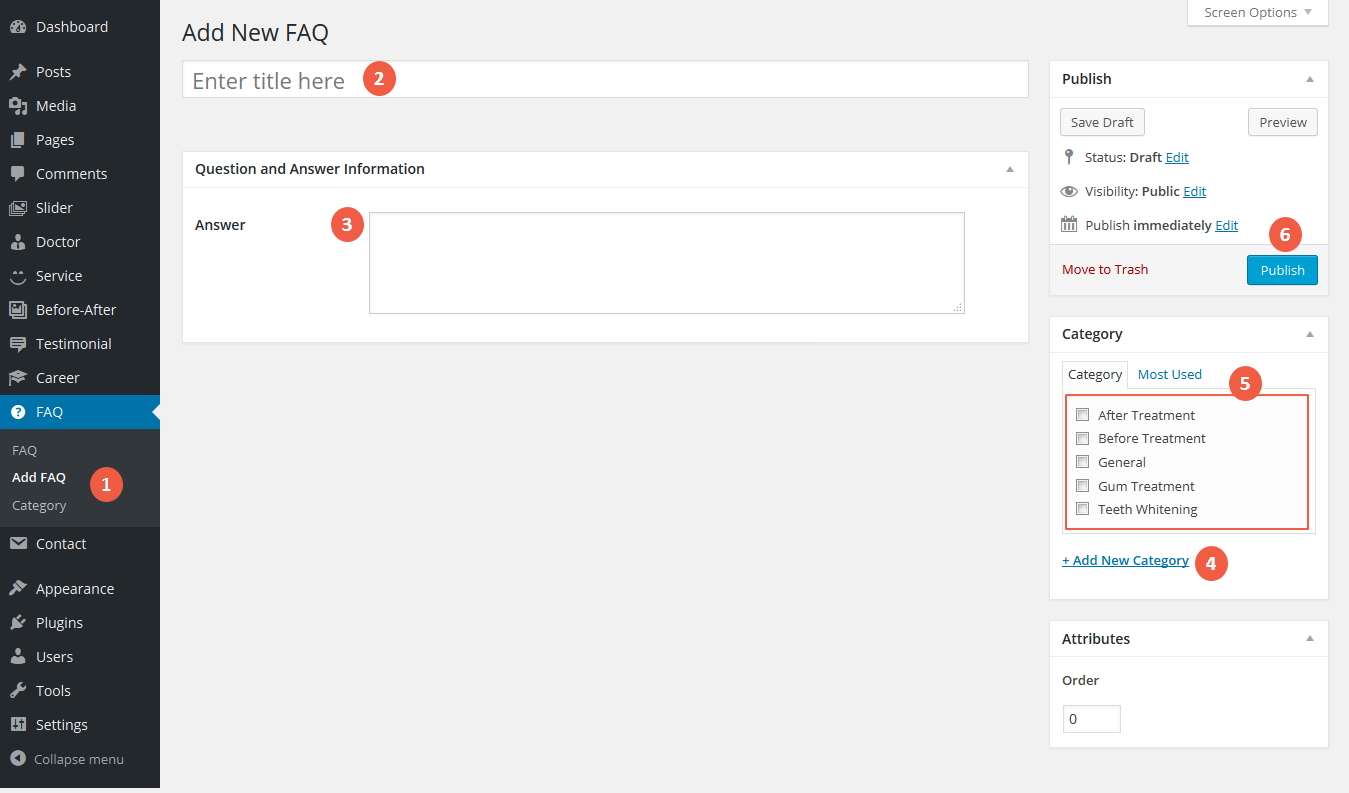 Dashboard
Posts
Media
Pages
Comments
Slider
Doctor
Service
Before-After
Testimonial
Career
FAQ
FAQ
Add FAQ
1
Category
Contact
Appearance
Plugins
Users
Tools
Settings
Collapse menu
Screen Options
Add New FAQ
Enter title here 2
Question and Answer Information
Answer 3
Publish
Save Draft Preview
Status: Draft Edit
Visibility: Public Edit
Publish immediately Edit
6
Move to Trash Publish
Category
Category Most Used
5
After Treatment
Before Treatment
General
Gum Treatment
Teeth Whitening
+ Add New Category 4
Attributes
Order
0